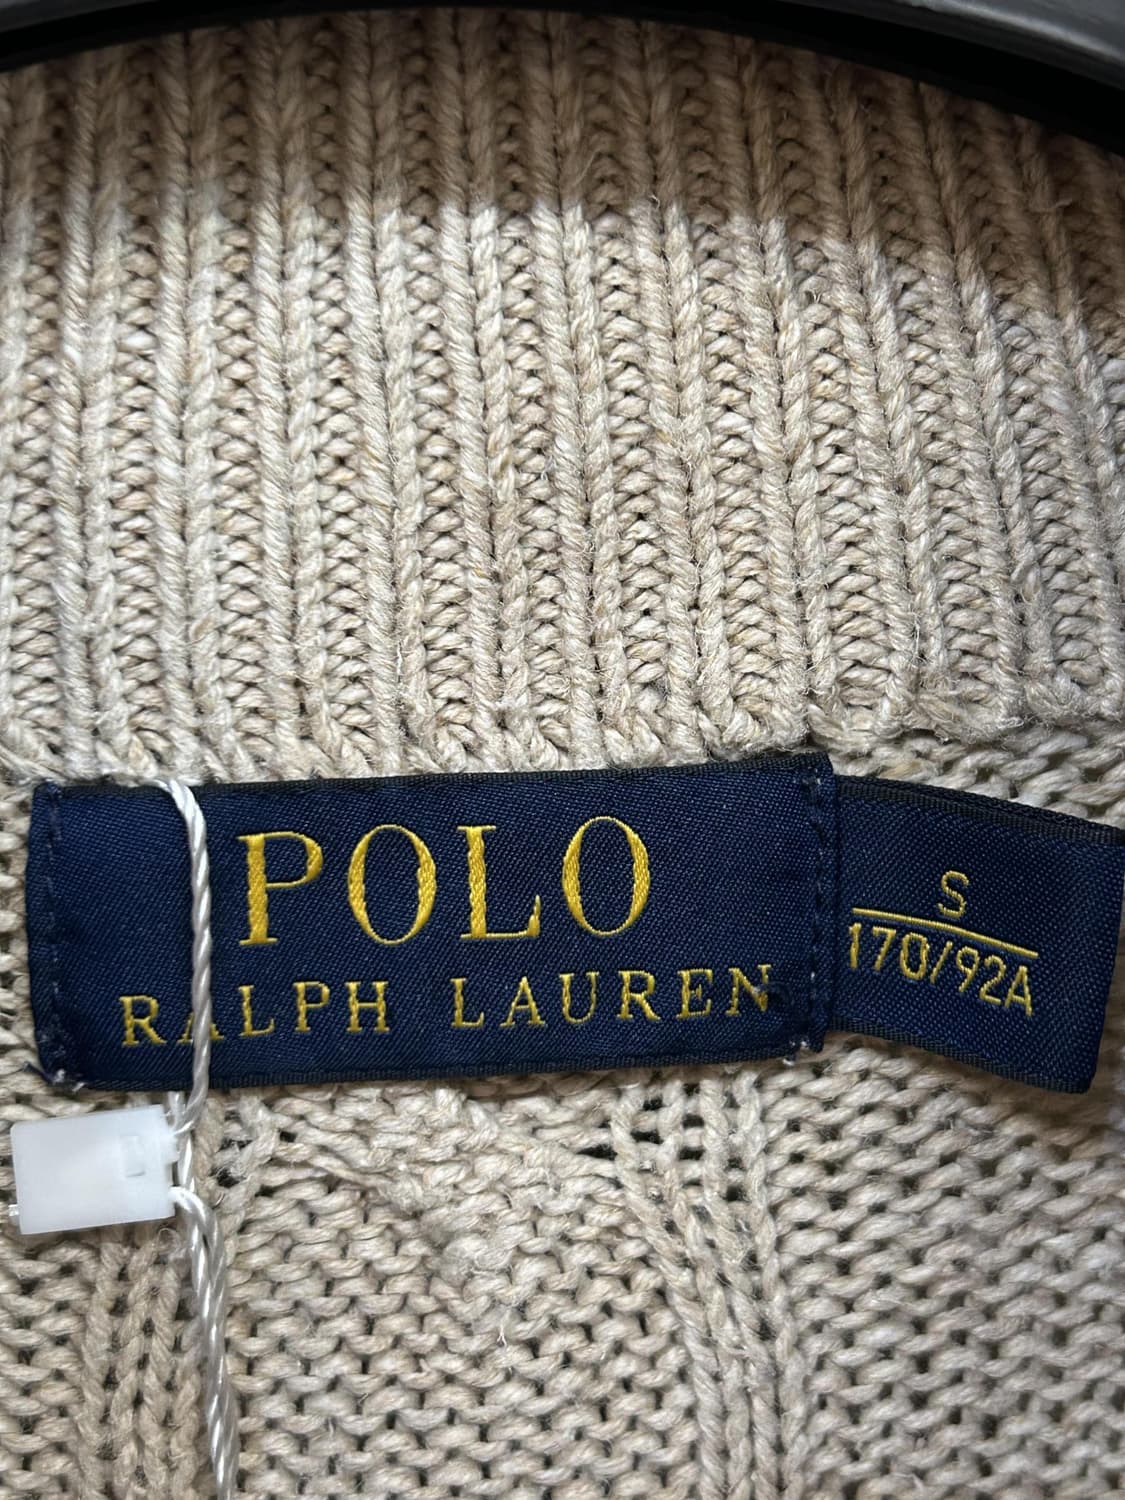 POLO
RALPH LAUREN
S
170/92A